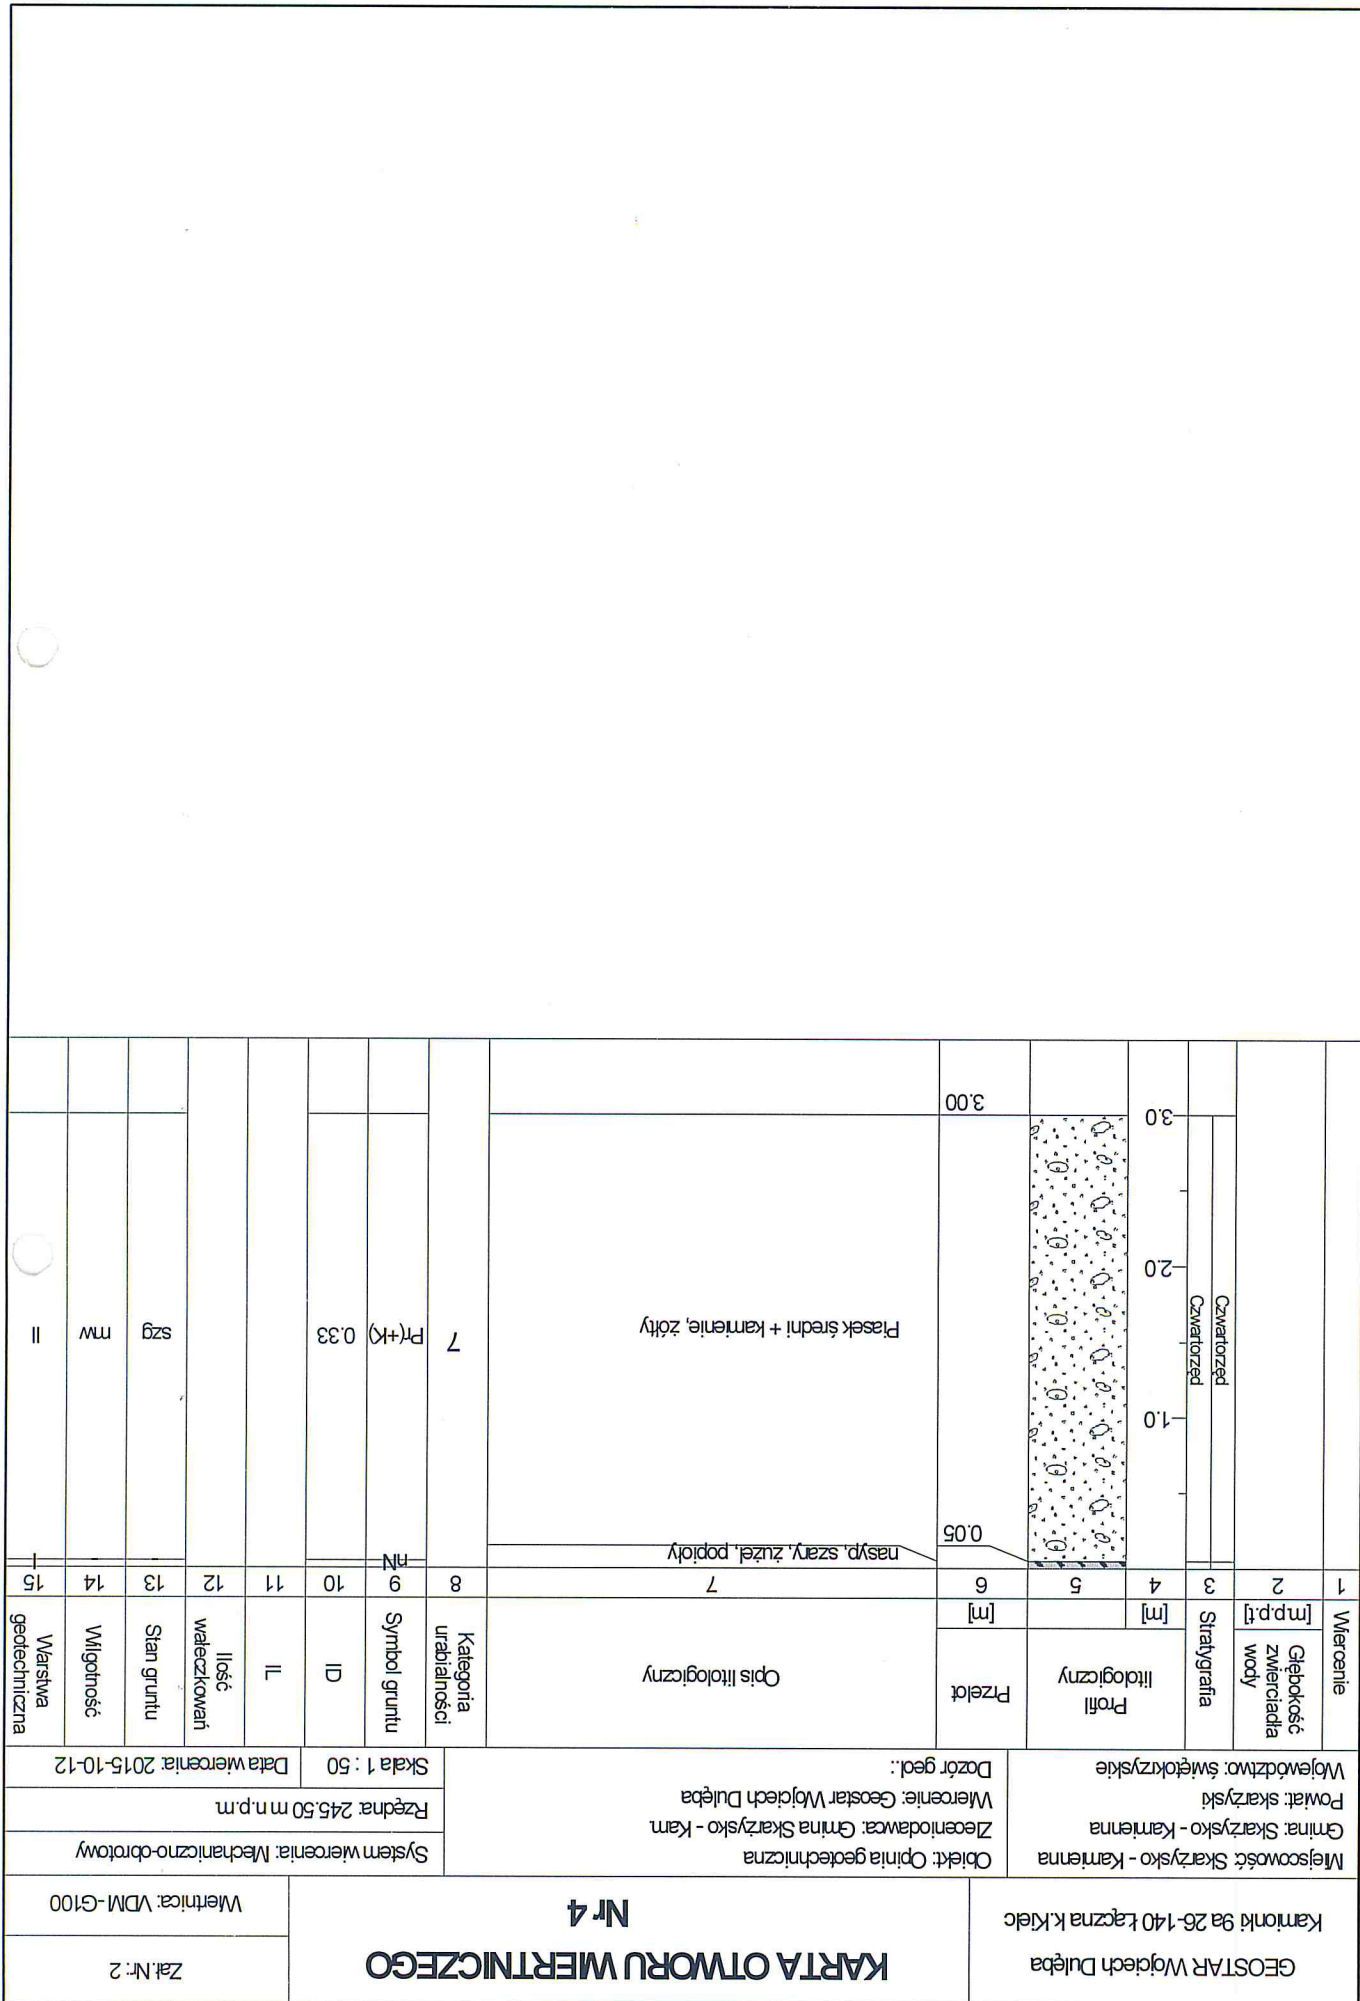 GEOSTAR Wojciech Dulęba
Kamionki 9a 26-140 Łączna k.Kielc
KARTA OTWORU WIERTNICZEGO
Nr 4
Zał.Nr: 2
Wiertnica: VDM-G100
Miejscowość: Skarżysko - Kamienna
Gmina: Skarżysko - Kamienna
Powiat: skarżyski
Województwo: świętokrzyskie
Obiekt: Opinia geotechniczna
Zleceniodawca: Gmina Skarżysko - Kam.
Wiercenie: Geostar Wojciech Dulęba
Dozór geol.:
System wiercenia: Mechaniczno-obrotowy
Rzędna: 245.50 m n.p.m.
Skala 1 : 50
Data wiercenia: 2015-10-12
Wiercenie
Głębokość
zwierciadła
wody
[m.p.p.t]
Stratygrafia
Profil
litologiczny
[m]
Przelot
[m]
Opis litologiczny
Kategoria
urabialności
Symbol gruntu
ID
IL
Ilość
wałeczkowań
Stan gruntu
Wilgotność
Warstwa
geotechniczna
1 2 3 4 5 6 7 8 9 10 11 12 13 14 15
0.05
nasyp, szary, żużel, popioły
nN
-
-
I
Czwartorzęd
Czwartorzęd
1.0
2.0
3.0
Piasek średni + kamienie, żółty
7
Pr(+K)
0.33
szg
mw
II
3.00